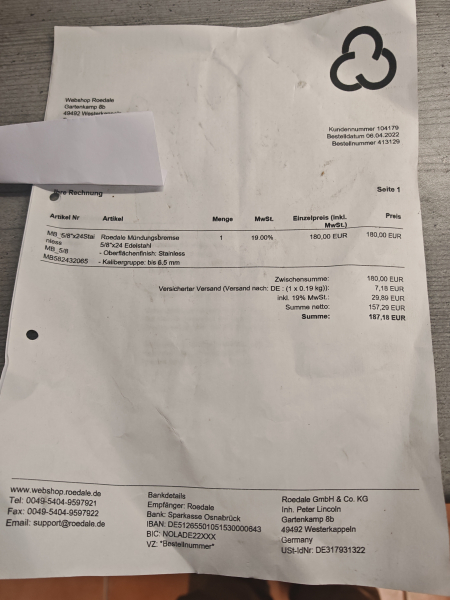 Webshop Roedale
Gartenkamp 8b
49492 Westerkappeln
Kundennummer 104179
Bestelldatum 06.04.2022
Bestellnummer 413129
Ihre Rechnung
Seite 1
Artikel Nr Artikel Menge MwSt. Einzelpreis (inkl. MwSt.) Preis
MB_5/8"x24Stai Roedale Mündungsbremse 1 19.00% 180,00 EUR 180,00 EUR
nless 5/8"x24 Edelstahl
MB_5/8 - Oberflächenfinish: Stainless
MB582432065 - Kalibergruppe: bis 6,5 mm
Zwischensumme: 180,00 EUR
Versicherter Versand (Versand nach: DE : (1 x 0.19 kg)): 7,18 EUR
inkl. 19% MwSt.: 29,89 EUR
Summe netto: 157,29 EUR
Summe: 187,18 EUR
www.webshop.roedale.de
Tel: 0049-5404-9597921
Fax: 0049-5404-9597922
Email: support@roedale.de
Bankdetails
Empfänger: Roedale
Bank: Sparkasse Osnabrück
IBAN: DE51265501051530000643
BIC: NOLADE22XXX
VZ: "Bestellnummer"
Roedale GmbH & Co. KG
Inh. Peter Lincoln
Gartenkamp 8b
49492 Westerkappeln
Germany
USt-IdNr: DE317931322